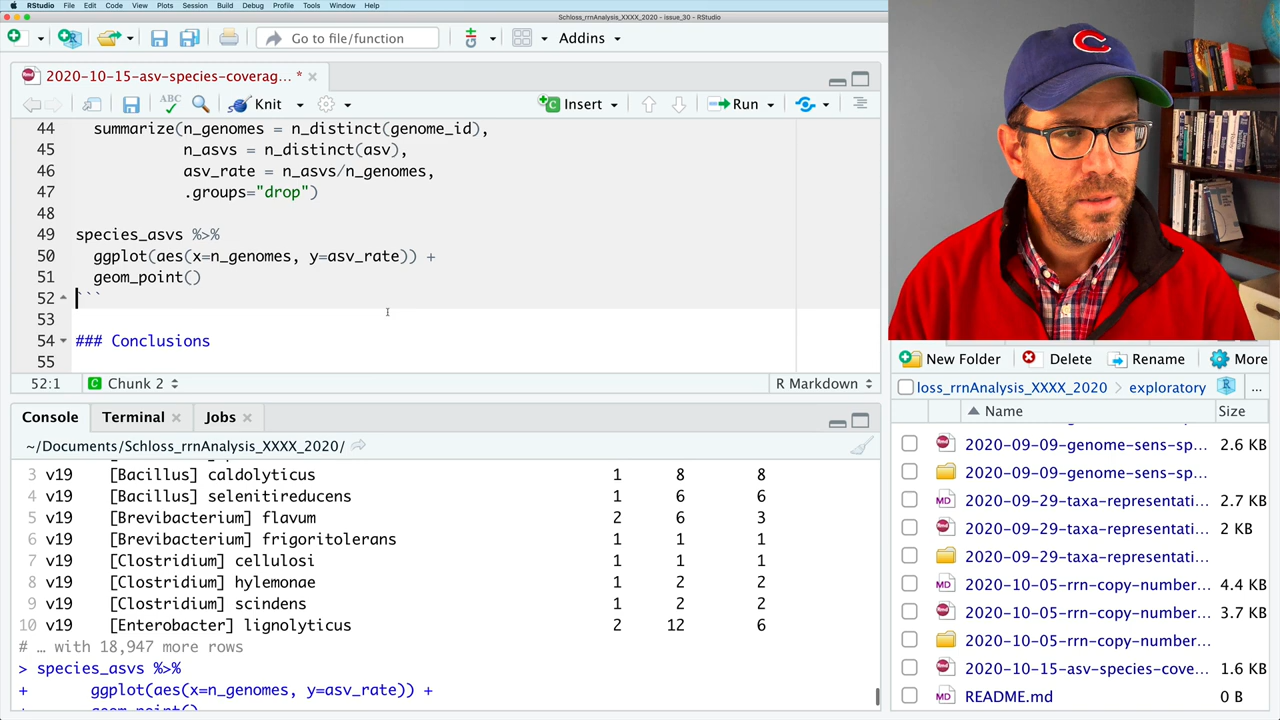 RStudio File Edit Code View Plots Session Build Debug Profile Tools Window Help
Schloss_rrnAnalysis_XXXX_2020 - issue_30 - RStudio
Go to file/function Addins
2020-10-15-asv-species-coverag... *
ABC Knit Insert Run
44 summarize(n_genomes = n_distinct(genome_id),
45 n_asvs = n_distinct(asv),
46 asv_rate = n_asvs/n_genomes,
47 .groups="drop")
48
49 species_asvs %>%
50 ggplot(aes(x=n_genomes, y=asv_rate)) +
51 geom_point()
52 ```
53
54 ### Conclusions
55
52:1 Chunk 2 R Markdown
Console Terminal Jobs
~/Documents/Schloss_rrnAnalysis_XXXX_2020/
3 v19 [Bacillus] caldolyticus 1 8 8
4 v19 [Bacillus] selenitireducens 1 6 6
5 v19 [Brevibacterium] flavum 2 6 3
6 v19 [Brevibacterium] frigoritolerans 1 1 1
7 v19 [Clostridium] cellulosi 1 1 1
8 v19 [Clostridium] hylemonae 1 2 2
9 v19 [Clostridium] scindens 1 2 2
10 v19 [Enterobacter] lignolyticus 2 12 6
# … with 18,947 more rows
> species_asvs %>%
+ ggplot(aes(x=n_genomes, y=asv_rate)) +
+ geom_point()
C
New Folder Delete Rename More
loss_rrnAnalysis_XXXX_2020 exploratory ...
Name Size
2020-09-09-genome-sens-sp... 2.6 KB
2020-09-09-genome-sens-sp...
2020-09-29-taxa-representati... 2.7 KB
2020-09-29-taxa-representati... 2 KB
2020-09-29-taxa-representati...
2020-10-05-rrn-copy-number... 4.4 KB
2020-10-05-rrn-copy-number... 3.7 KB
2020-10-05-rrn-copy-number...
2020-10-15-asv-species-cove... 1.6 KB
README.md 0 B